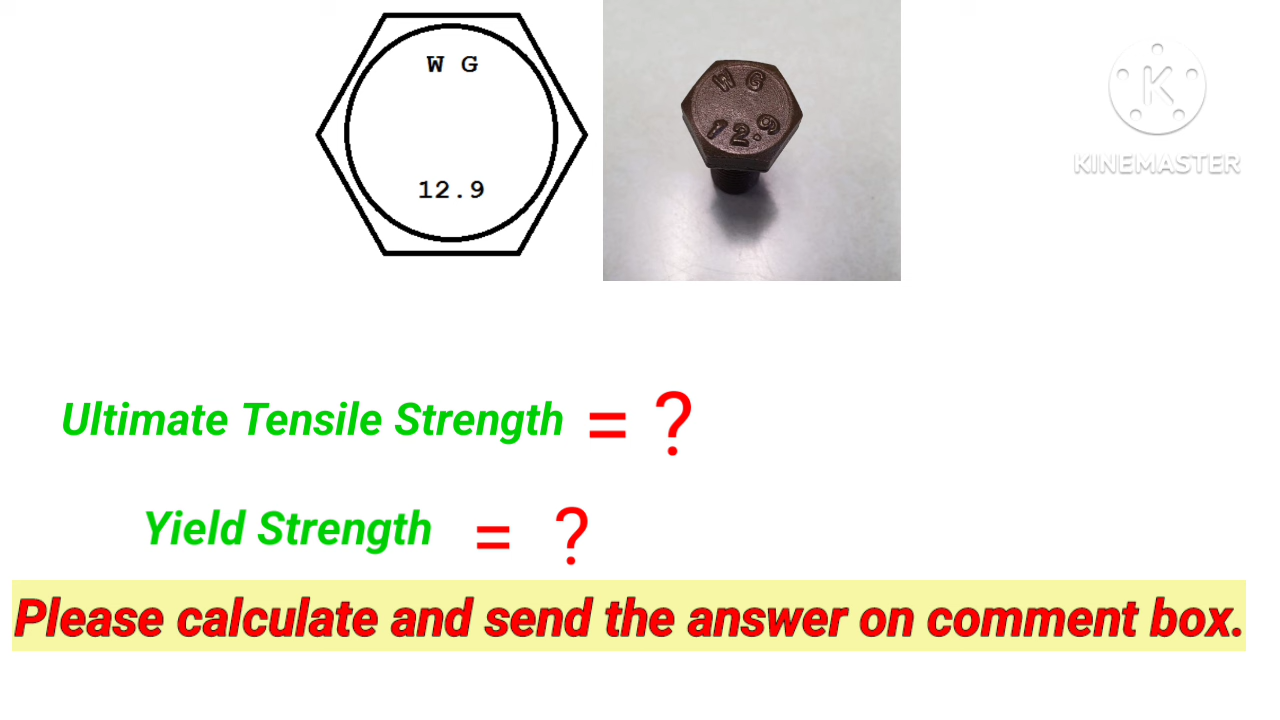 W G
12.9
W G
12.9
K
KINEMASTER
Ultimate Tensile Strength = ?
Yield Strength = ?
Please calculate and send the answer on comment box.